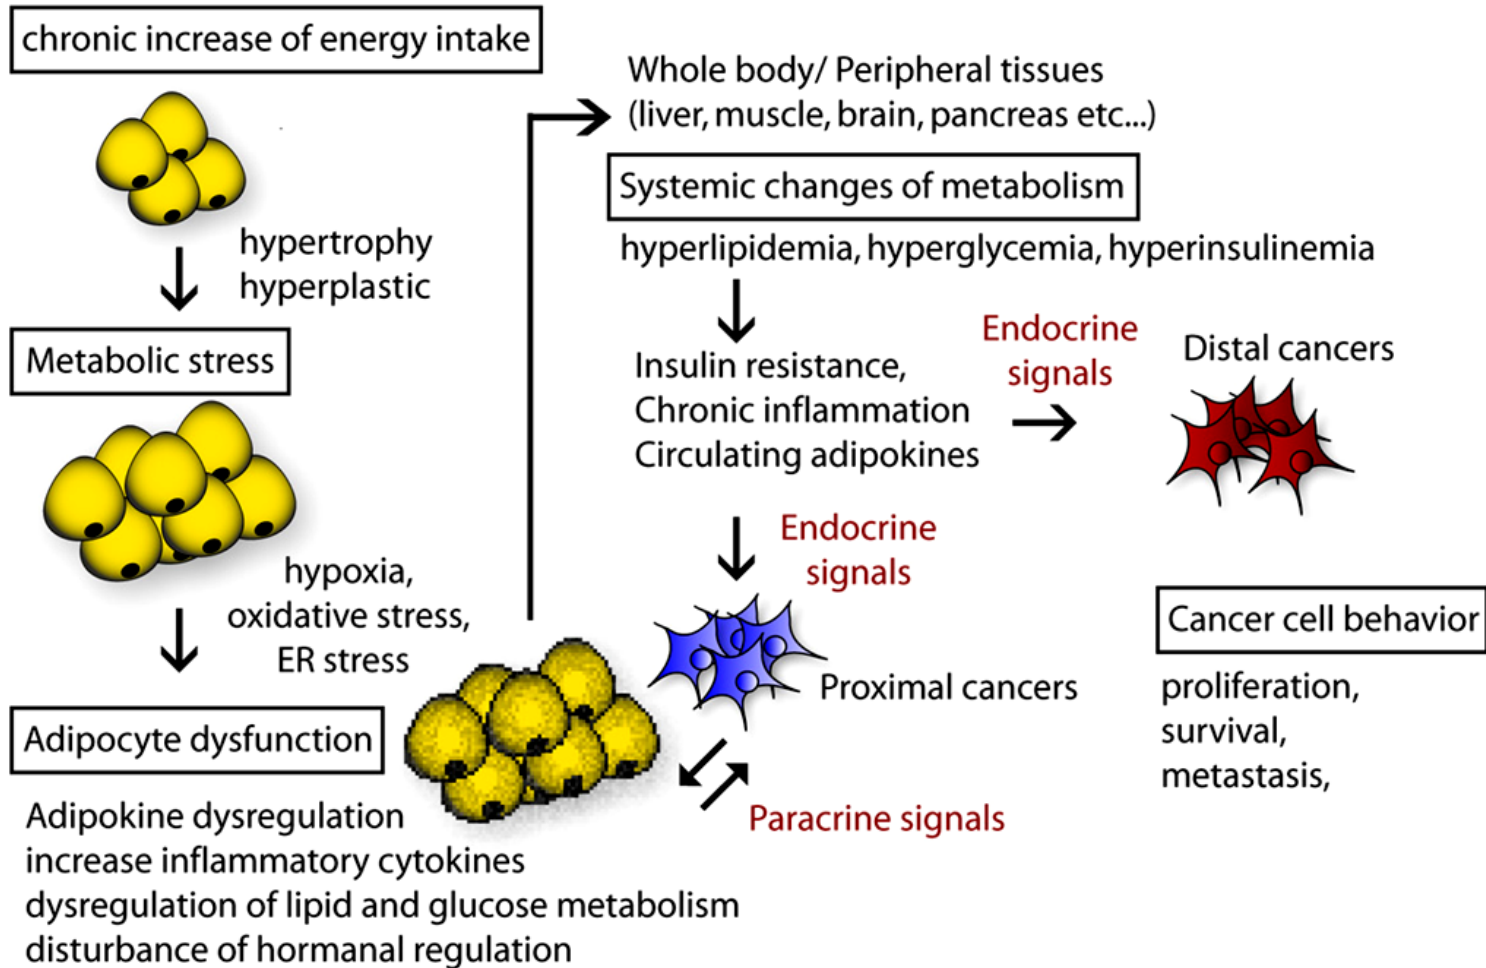 chronic increase of energy intake
hypertrophy
hyperplastic
Metabolic stress
hypoxia,
oxidative stress,
ER stress
Adipocyte dysfunction
Adipokine dysregulation
increase inflammatory cytokines
dysregulation of lipid and glucose metabolism
disturbance of hormanal regulation
Whole body/ Peripheral tissues
(liver, muscle, brain, pancreas etc...)
Systemic changes of metabolism
hyperlipidemia, hyperglycemia, hyperinsulinemia
Insulin resistance,
Chronic inflammation
Circulating adipokines
Endocrine
signals
Distal cancers
Endocrine
signals
Proximal cancers
Paracrine signals
Cancer cell behavior
proliferation,
survival,
metastasis,